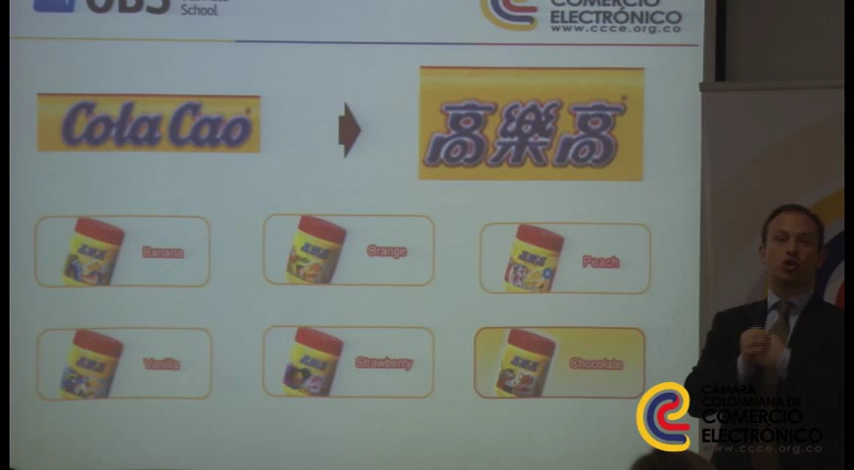 OBS
School
COMERCIO
ELECTRÓNICO
www.ccce.org.co
Cola Cao
高樂高
Banana
Orange
Peach
Vanilla
Strawberry
Chocolate
CÁMARA
COLOMBIANA DE
COMERCIO
ELECTRÓNICO
www.ccce.org.co